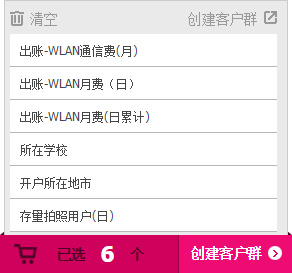 清空 创建客户群
出账-WLAN通信费(月)
出账-WLAN月费（日）
出账-WLAN月费(日累计)
所在学校
开户所在地市
存量拍照用户(日)
已选 6 个 创建客户群